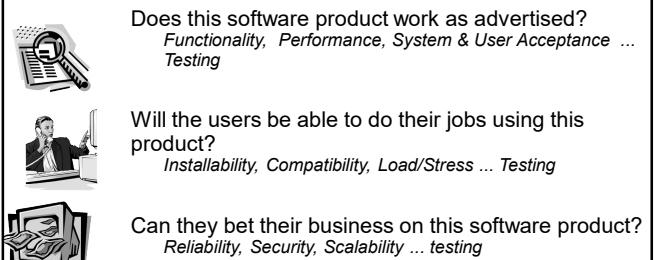 Does this software product work as advertised?
Functionality, Performance, System & User Acceptance ...
Testing
Will the users be able to do their jobs using this
product?
Installability, Compatibility, Load/Stress ... Testing
Can they bet their business on this software product?
Reliability, Security, Scalability ... testing